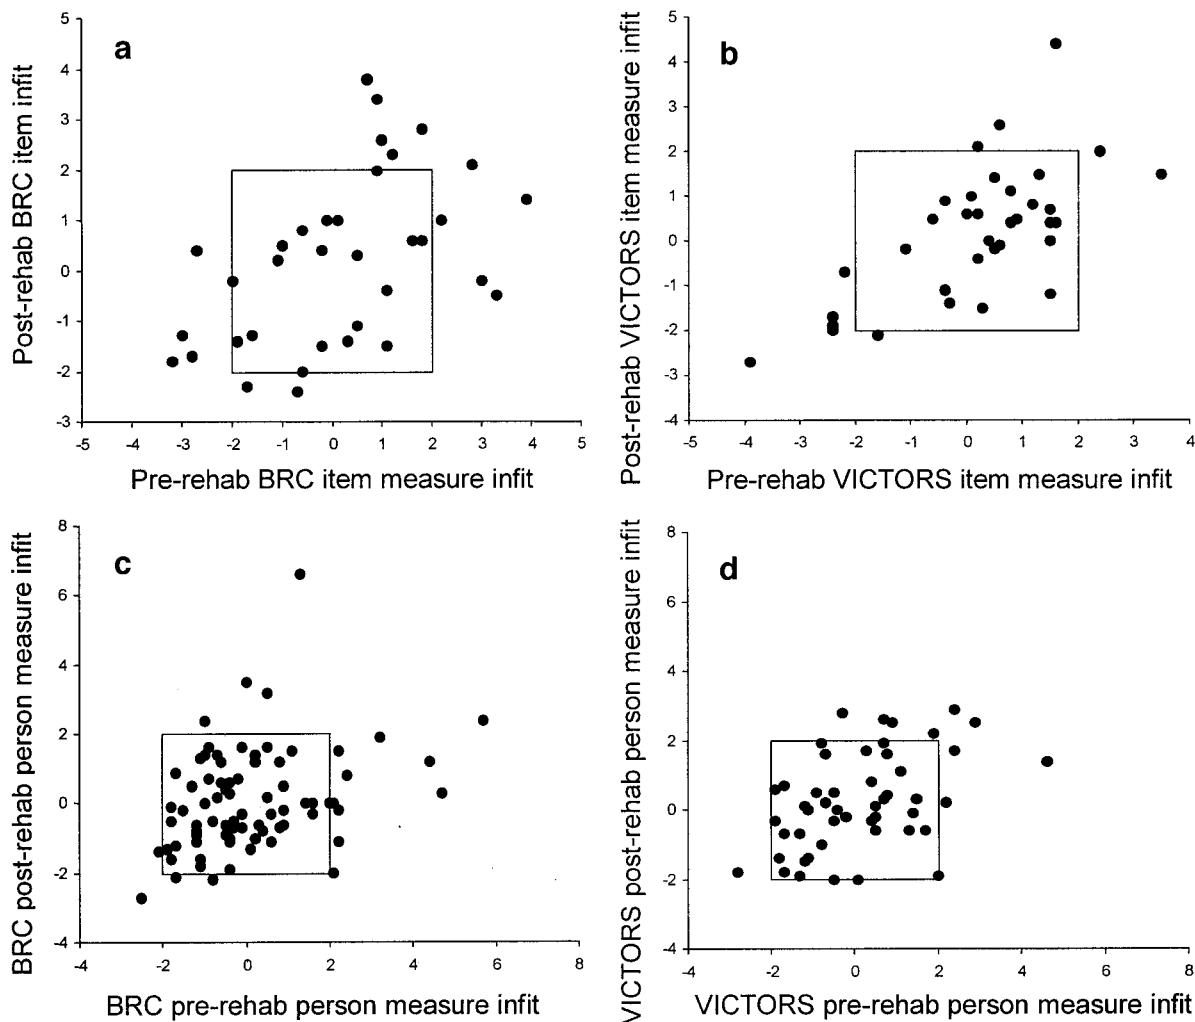 a
5
4
3
2
1
0
-1
-2
-3
-5 -4 -3 -2 -1 0 1 2 3 4 5
Post-rehab BRC item infit
Pre-rehab BRC item measure infit
b
5
4
3
2
1
0
-1
-2
-3
-4
-5 -4 -3 -2 -1 0 1 2 3 4
Post-rehab VICTORS item measure infit
Pre-rehab VICTORS item measure infit
c
8
6
4
2
0
-2
-4
-4 -2 0 2 4 6 8
BRC post-rehab person measure infit
BRC pre-rehab person measure infit
d
8
6
4
2
0
-2
-4
-4 -2 0 2 4 6 8
VICTORS post-rehab person measure infit
VICTORS pre-rehab person measure infit